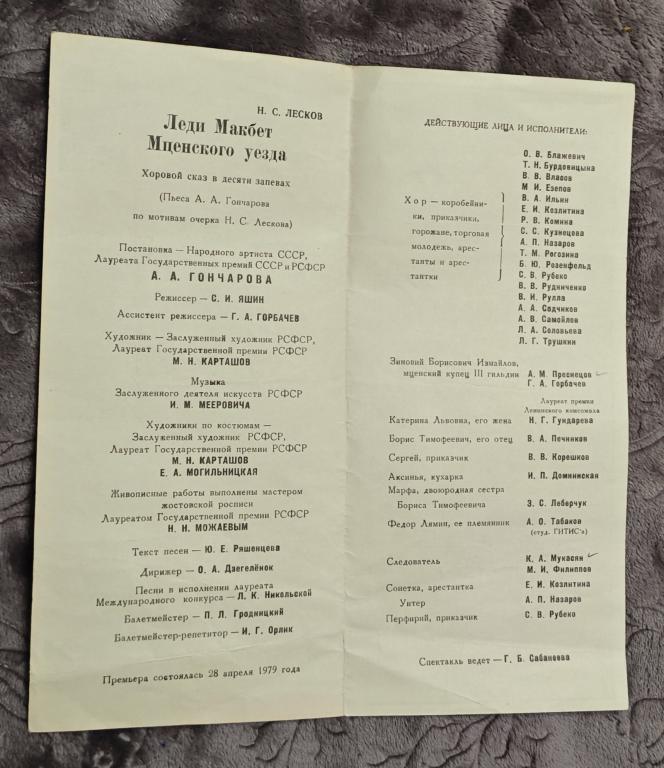 Н. С. ЛЕСКОВ
Леди Макбет
Мценского уезда
Хоровой сказ в десяти запевах
(Пьеса А. А. Гончарова
по мотивам очерка Н. С. Лескова)
Постановка — Народного артиста СССР,
Лауреата Государственных премий СССР и РСФСР
А. А. ГОНЧАРОВА
Режиссер — С. И. ЯШИН
Ассистент режиссера — Г. А. ГОРБАЧЕВ
Художник — Заслуженный художник РСФСР,
Лауреат Государственной премии РСФСР
М. Н. КАРТАШОВ
Музыка
Заслуженного деятеля искусств РСФСР
И. М. МЕЕРОВИЧА
Художники по костюмам —
Заслуженный художник РСФСР,
Лауреат Государственной премии РСФСР
М. Н. КАРТАШОВ
Е. А. МОГИЛЬНИЦКАЯ
Живописные работы выполнены мастером
жостовской росписи
Лауреатом Государственной премии РСФСР
Н. Н. МОЖАЕВЫМ
Текст песен — Ю. Е. Ряшенцева
Дирижер — О. А. Дзегелёнок
Песни в исполнении лауреата
Международного конкурса — Л. К. Никольской
Балетмейстер — П. Л. Гродницкий
Балетмейстер-репетитор — И. Г. Орлик
Премьера состоялась 28 апреля 1979 года
ДЕЙСТВУЮЩИЕ ЛИЦА И ИСПОЛНИТЕЛИ:
О. В. Блажевич
Т. Н. Бурдовицына
В. В. Власов
М. И. Езепов
Хор — коробейни- В. А. Ильин
ки, приказчики, Е. И. Козлитина
Р. В. Комина
горожане, торговая С. С. Кузнецова
молодежь, арес- А. П. Назаров
Т. М. Рогозина
танты и арес- Б. Ю. Розенфельд
тантки С. В. Рубеко
В. В. Рудниченко
В. И. Рулла
А. А. Садчиков
А. В. Самойлов
Л. А. Соловьева
Л. Г. Трушкин
Зиновий Борисович Измайлов,
мценский купец III гильдии А. М. Преснецов
Г. А. Горбачев
Лауреат премии
Ленинского комсомола
Катерина Львовна, его жена Н. Г. Гундарева
Борис Тимофеевич, его отец В. А. Печников
Сергей, приказчик В. В. Корешков
Аксинья, кухарка И. П. Домнинская
Марфа, двоюродная сестра
Бориса Тимофеевича З. С. Леберчук
Федор Лямин, ее племянник А. О. Табаков
(студ. ГИТИС'а)
Следователь К. А. Мукасян
М. И. Филиппов
Сонетка, арестантка Е. И. Козлитина
Унтер А. П. Назаров
Перфирий, приказчик С. В. Рубеко
Спектакль ведет — Г. Б. Сабанеева